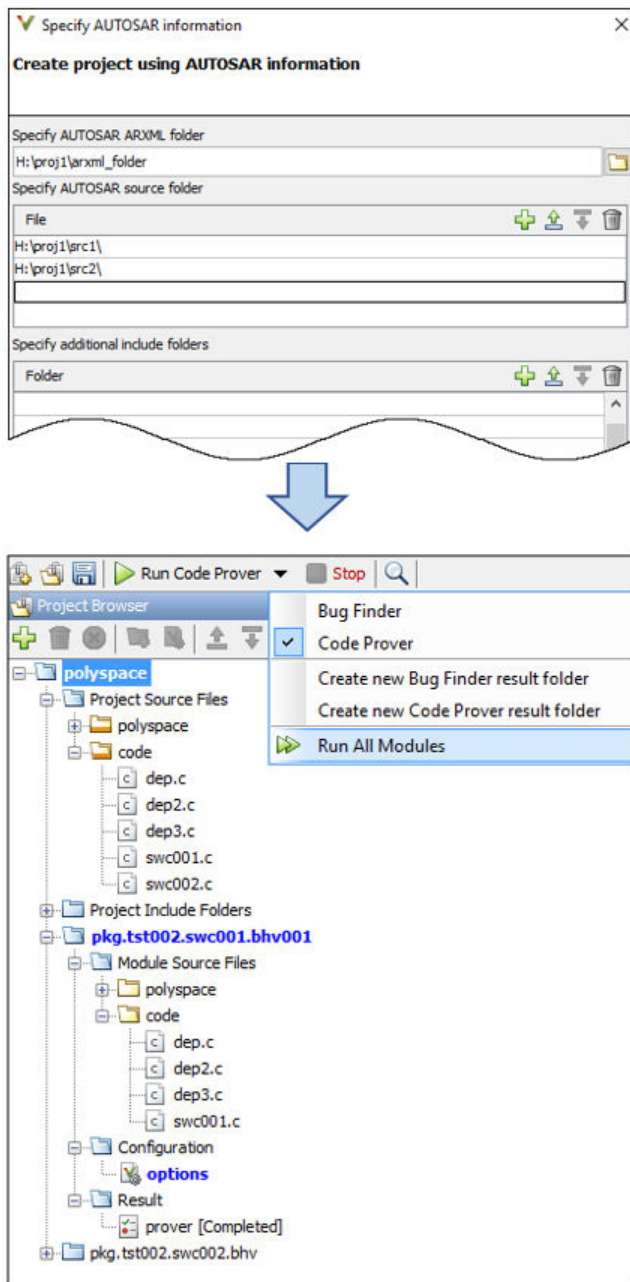 Specify AUTOSAR information
Create project using AUTOSAR information
Specify AUTOSAR ARXML folder
H:\proj1\arxml_folder
Specify AUTOSAR source folder
File
H:\proj1\src1\
H:\proj1\src2\
Specify additional include folders
Folder
Run Code Prover Stop
Project Browser
Bug Finder
Code Prover
Create new Bug Finder result folder
Create new Code Prover result folder
Run All Modules
polyspace
Project Source Files
polyspace
code
dep.c
dep2.c
dep3.c
swc001.c
swc002.c
Project Include Folders
pkg.tst002.swc001.bhv001
Module Source Files
polyspace
code
dep.c
dep2.c
dep3.c
swc001.c
Configuration
options
Result
prover [Completed]
pkg.tst002.swc002.bhv